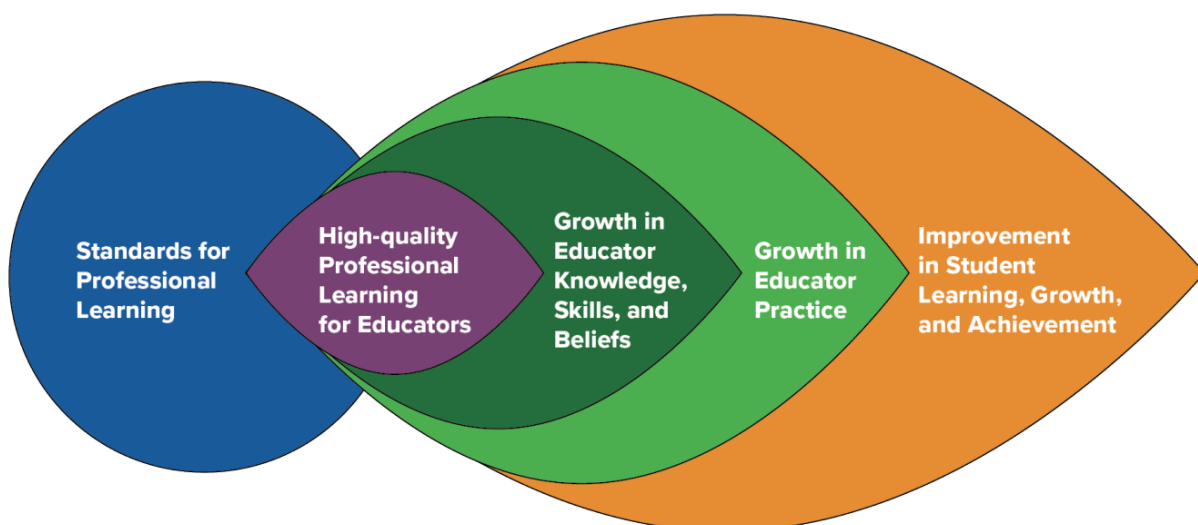 Standards for
Professional
Learning
High-quality
Professional
Learning
for Educators
Growth in
Educator
Knowledge,
Skills, and
Beliefs
Growth in
Educator
Practice
Improvement
in Student
Learning, Growth,
and Achievement